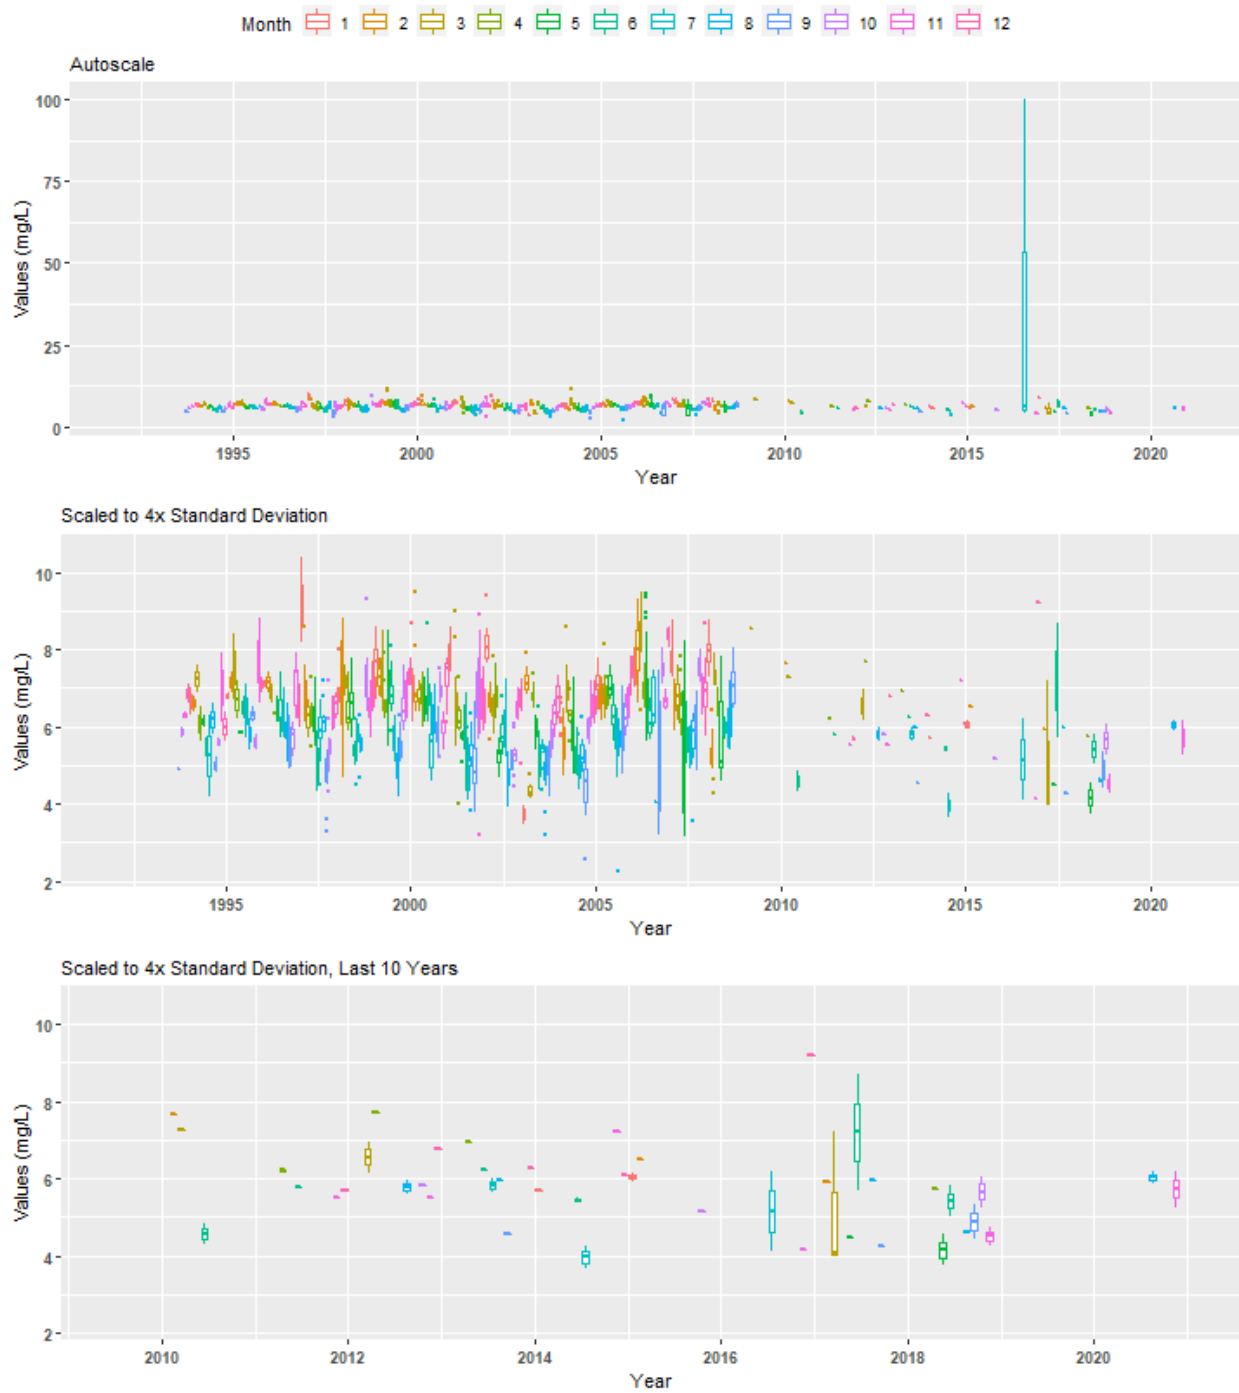 Month 1 2 3 4 5 6 7 8 9 10 11 12
Autoscale
100
75
50
25
0
Values (mg/L)
1995 2000 2005 2010 2015 2020
Year
Scaled to 4x Standard Deviation
10
8
6
4
2
Values (mg/L)
1995 2000 2005 2010 2015 2020
Year
Scaled to 4x Standard Deviation, Last 10 Years
10
8
6
4
2
Values (mg/L)
2010 2012 2014 2016 2018 2020
Year